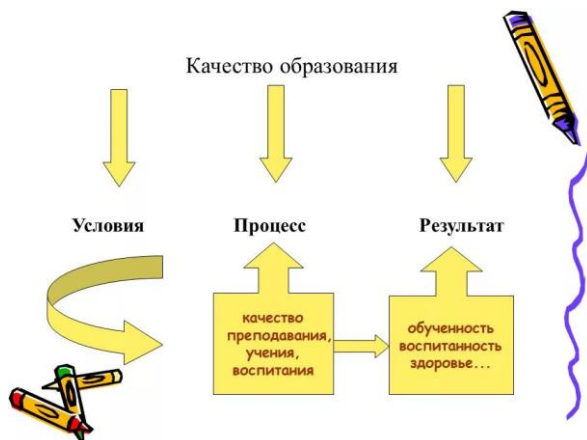 Качество образования
Условия
Процесс
Результат
качество
преподавания,
учения,
воспитания
обученность
воспитанность
здоровье...